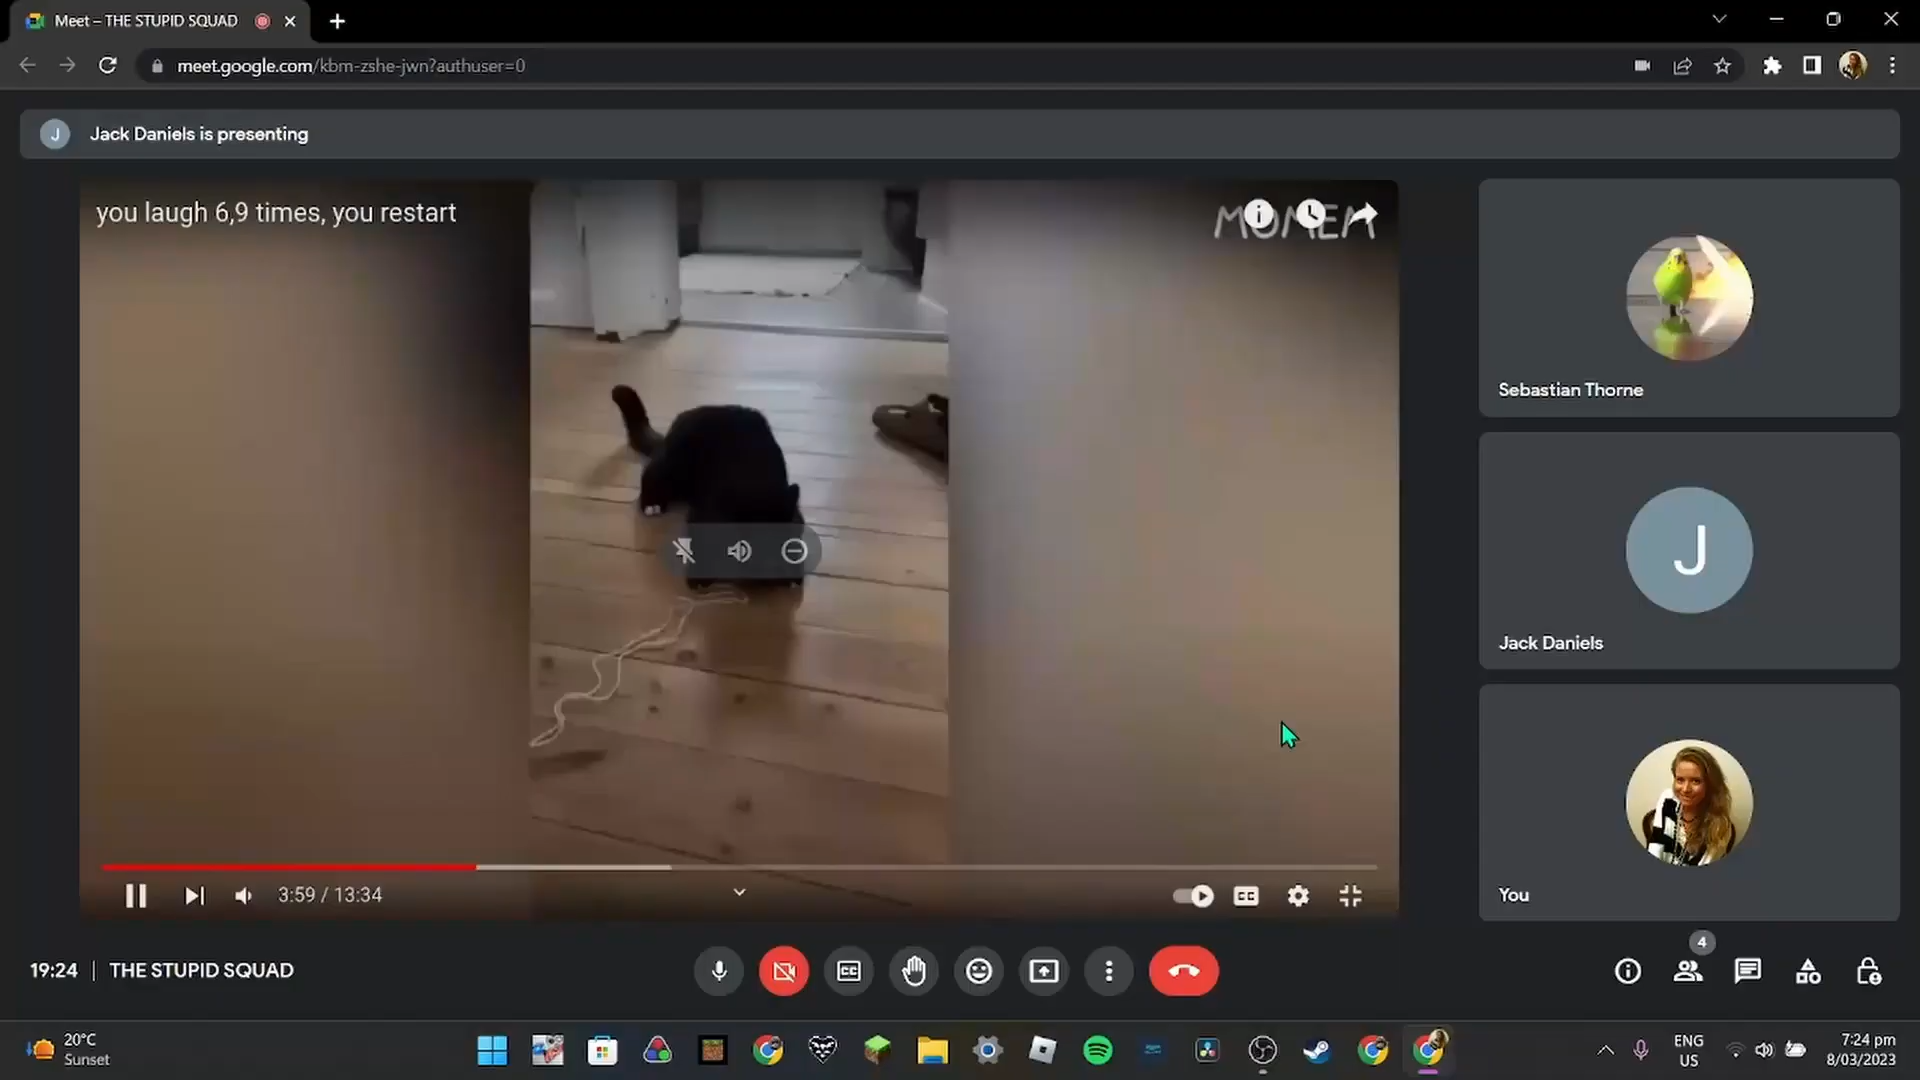 Meet – THE STUPID SQUAD
meet.google.com/kbm-zshe-jwn?authuser=0
J
Jack Daniels is presenting
you laugh 6,9 times, you restart
Sebastian Thorne
J
Jack Daniels
You
3:59 / 13:34
CC
19:24 | THE STUPID SQUAD
4
20°C
Sunset
ENG
US
7:24 pm
8/03/2023